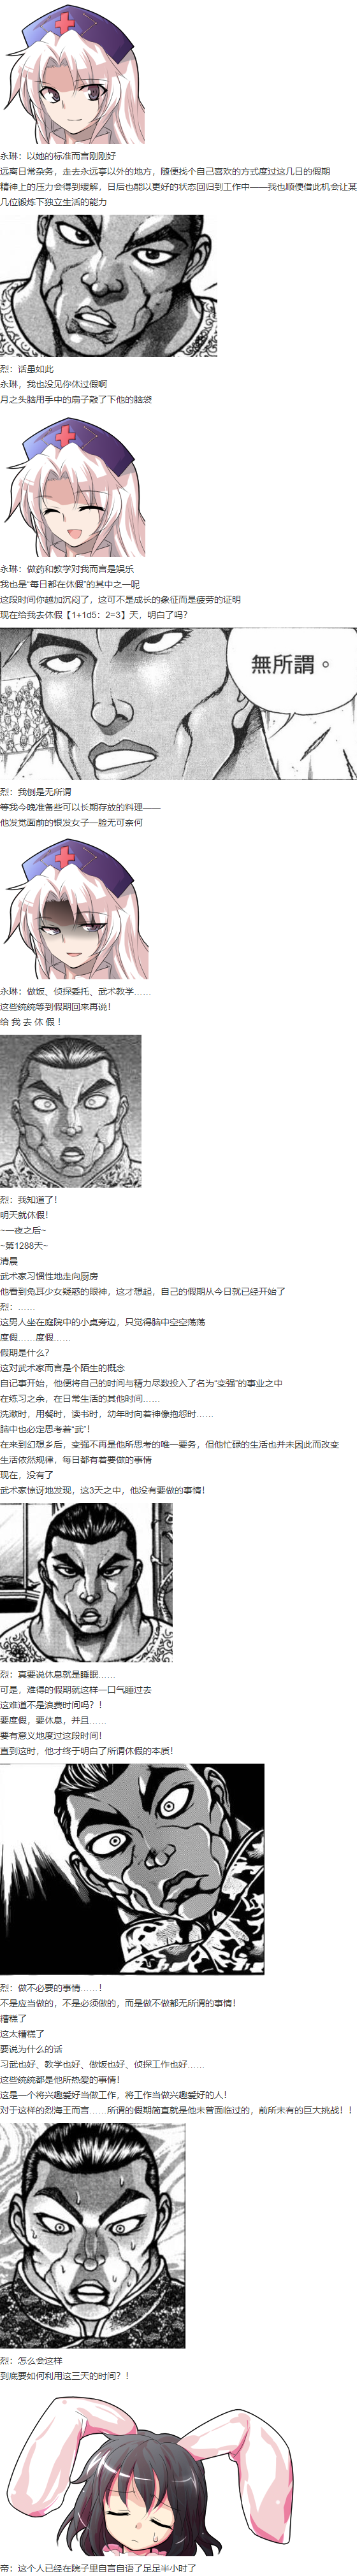 永琳：以她的标准而言刚刚好
远离日常杂务，走去永远亭以外的地方，随便找个自己喜欢的方式度过这几日的假期
精神上的压力会得到缓解，日后也能以更好的状态回归到工作中——我也顺便借此机会让某
几位锻炼下独立生活的能力
烈：话虽如此
永琳，我也没见你休过假啊
月之头脑用手中的扇子敲了下他的脑袋
永琳：做药和教学对我而言是娱乐
我也是“每日都在休假”的其中之一呢
这段时间你越加沉闷了，这可不是成长的象征而是疲劳的证明
现在给我去休假【1+1d5：2=3】天，明白了吗？
無所謂。
烈：我倒是无所谓
等我今晚准备些可以长期存放的料理——
他发觉面前的银发女子一脸无可奈何
永琳：做饭、侦探委托、武术教学……
这些统统等到假期回来再说！
给 我 去 休 假！
烈：我知道了！
明天就休假！
~一夜之后~
~第1288天~
清晨
武术家习惯性地走向厨房
他看到兔耳少女疑惑的眼神，这才想起，自己的假期从今日就已经开始了
烈：……
这男人坐在庭院中的小桌旁边，只觉得脑中空空荡荡
度假……度假……
假期是什么？
这对武术家而言是个陌生的概念
自记事开始，他便将自己的时间与精力尽数投入了名为“变强”的事业之中
在练习之余，在日常生活的其他时间……
洗漱时，用餐时，读书时，幼年时向着神像抱怨时……
脑中也必定思考着“武”！
在来到幻想乡后，变强不再是他所思考的唯一要务，但他忙碌的生活也并未因此而改变
生活依然规律，每日都有着要做的事情
现在，没有了
武术家惊讶地发现，这3天之中，他没有要做的事情！
烈：真要说休息就是睡眠……
可是，难得的假期就这样一口气睡过去
这难道不是浪费时间吗？！
要度假，要休息，并且……
要有意义地度过这段时间！
直到这时，他才终于明白了所谓休假的本质！
烈：做不必要的事情……！
不是应当做的，不是必须做的，而是做不做都无所谓的事情！
糟糕了
这太糟糕了
要说为什么的话
习武也好、教学也好、做饭也好、侦探工作也好……
这些统统都是他所热爱的事情！
这是一个将兴趣爱好当做工作，将工作当做兴趣爱好的人！
对于这样的烈海王而言……所谓的假期简直就是他未曾面临过的，前所未有的巨大挑战！！
烈：怎么会这样
到底要如何利用这三天的时间？！
帝：这个人已经在院子里自言自语了足足半小时了